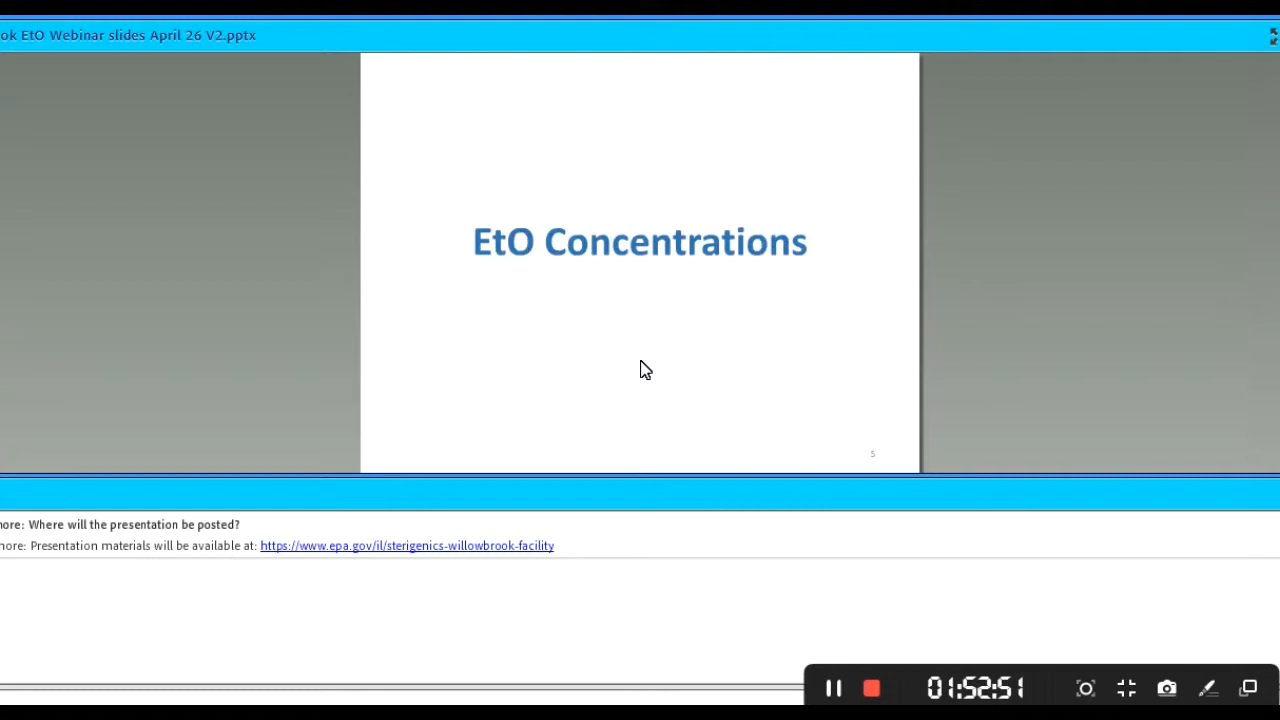 ok EtO Webinar slides April 26 V2.pptx
EtO Concentrations
5
nore: Where will the presentation be posted?
nore: Presentation materials will be available at: https://www.epa.gov/il/sterigenics-willowbrook-facility
01:52:51